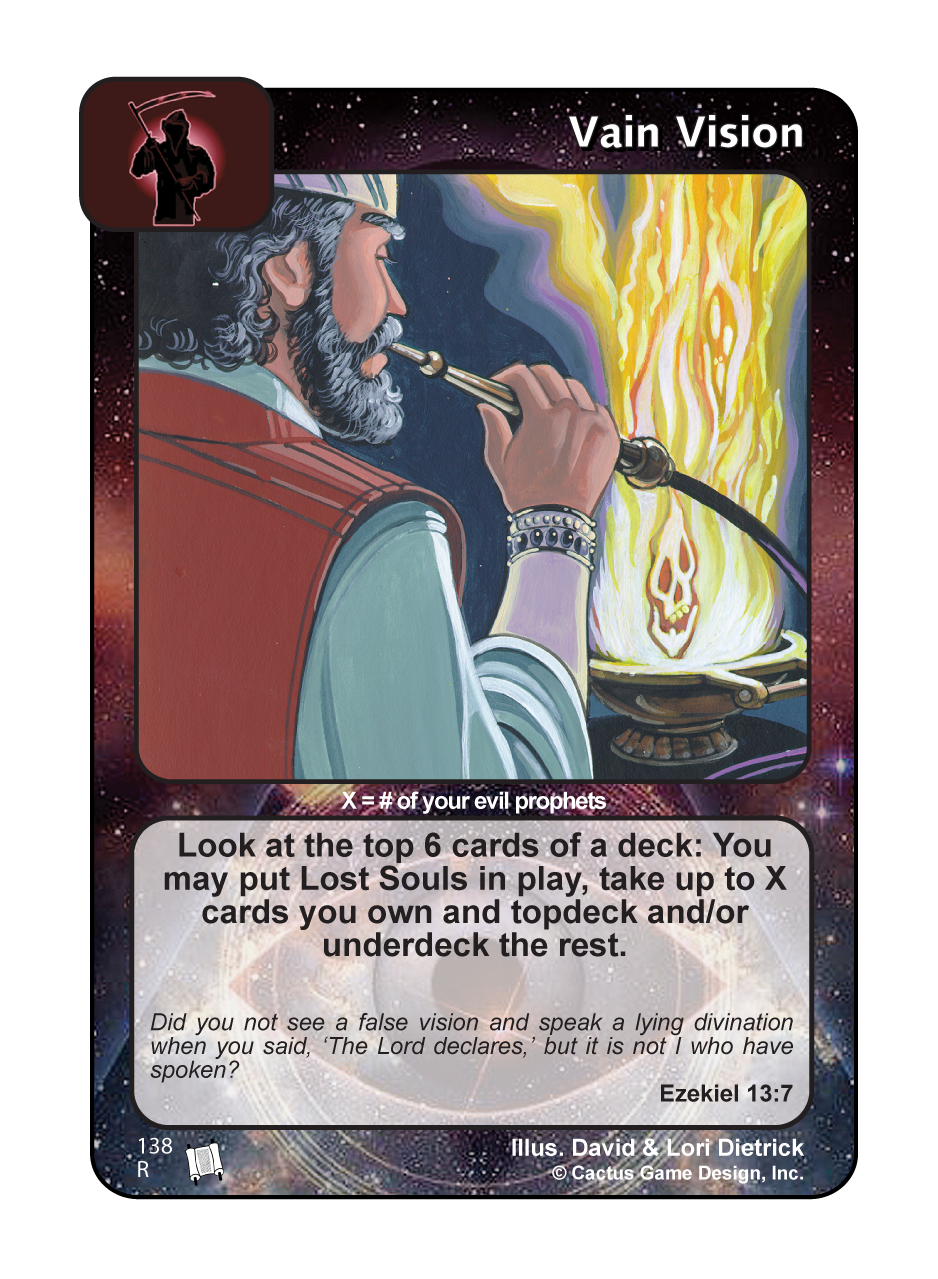 Vain Vision
X = # of your evil prophets
Look at the top 6 cards of a deck: You
may put Lost Souls in play, take up to X
cards you own and topdeck and/or
underdeck the rest.
Did you not see a false vision and speak a lying divination
when you said, ‘The Lord declares,’ but it is not I who have
spoken?
Ezekiel 13:7
138
R
Illus. David & Lori Dietrick
© Cactus Game Design, Inc.